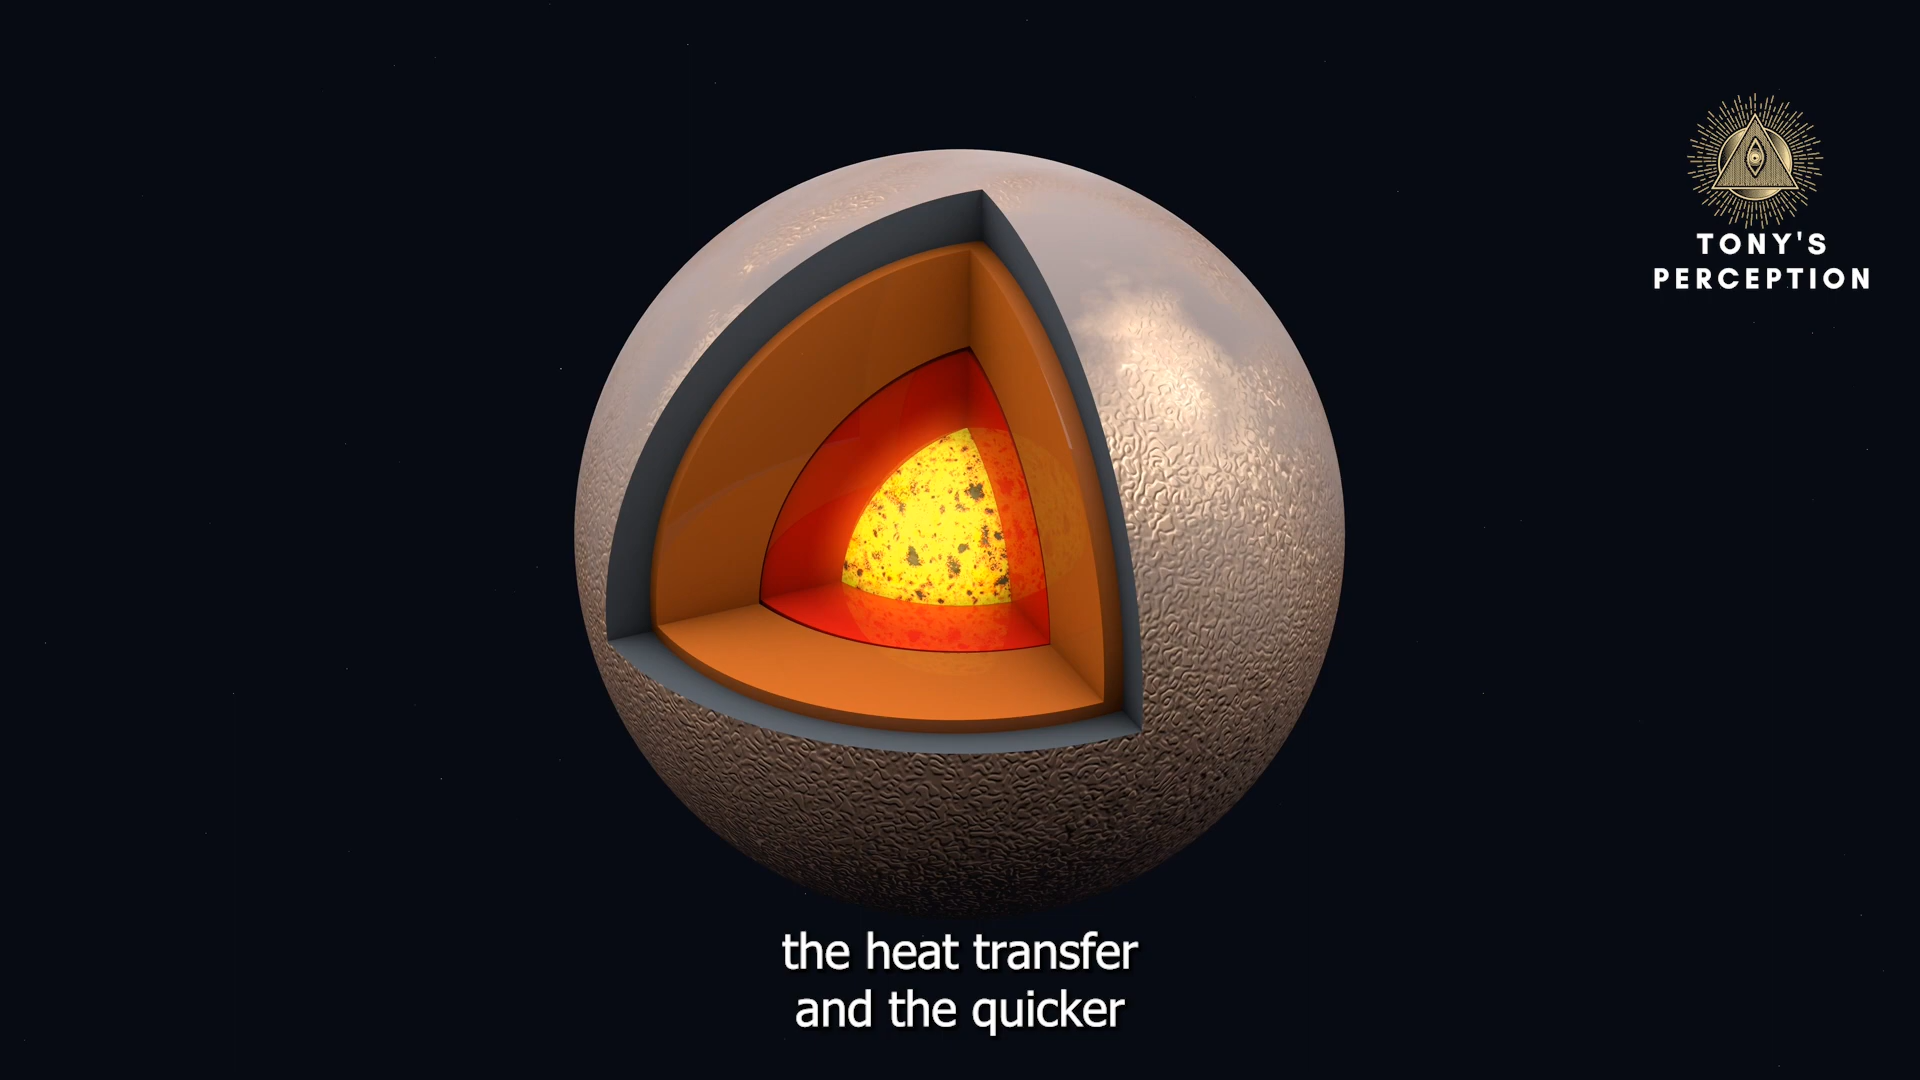 TONY'S
PERCEPTION
the heat transfer
and the quicker